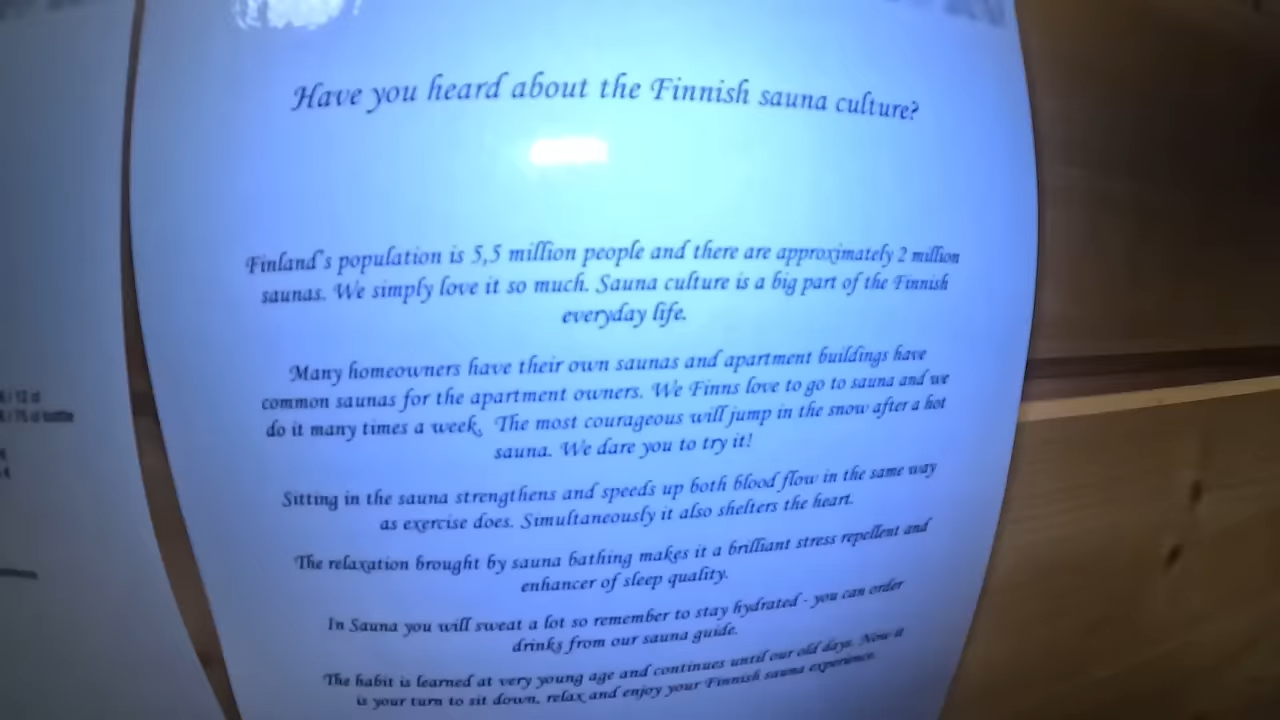 Have you heard about the Finnish sauna culture?
Finland's population is 5,5 million people and there are approximately 2 million
saunas. We simply love it so much. Sauna culture is a big part of the Finnish
everyday life.
Many homeowners have their own saunas and apartment buildings have
common saunas for the apartment owners. We Finns love to go to sauna and we
do it many times a week. The most courageous will jump in the snow after a hot
sauna. We dare you to try it!
Sitting in the sauna strengthens and speeds up both blood flow in the same way
as exercise does. Simultaneously it also shelters the heart.
The relaxation brought by sauna bathing makes it a brilliant stress repellent and
enhancer of sleep quality.
In Sauna you will sweat a lot so remember to stay hydrated - you can order
drinks from our sauna guide.
The habit is learned at very young age and continues until our old days. Now it
is your turn to sit down, relax and enjoy your Finnish sauna experience.